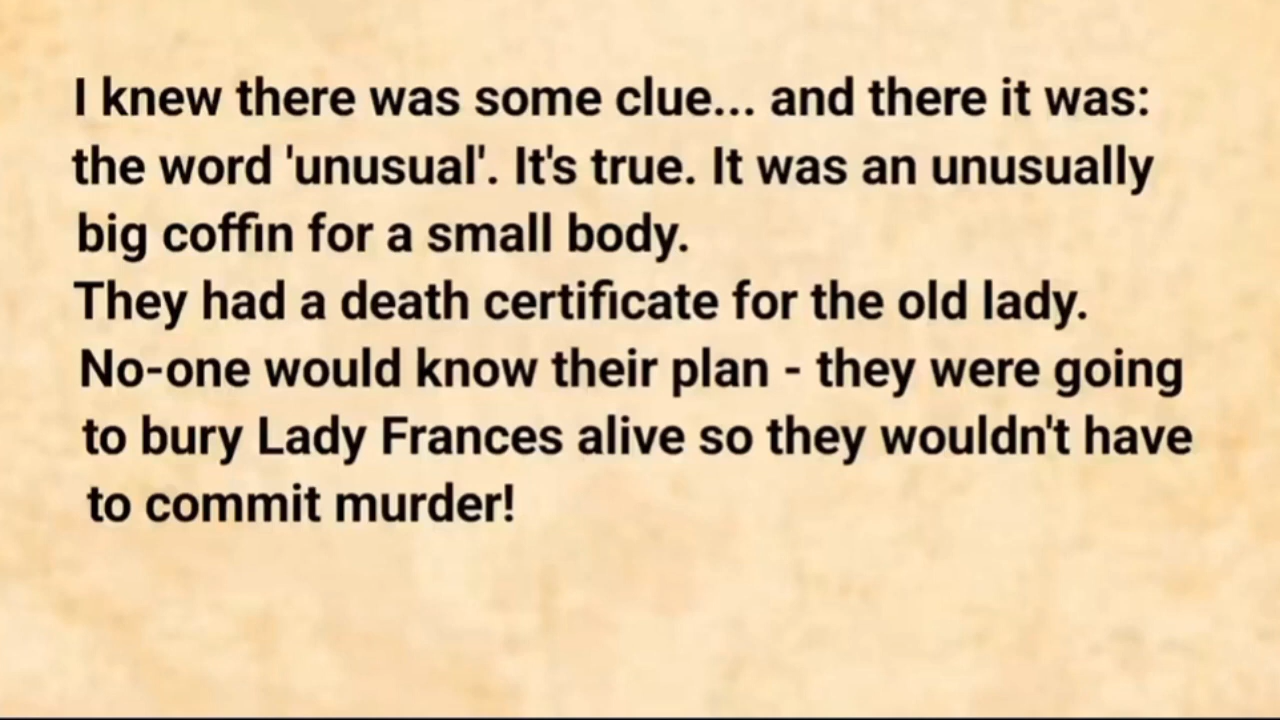 I knew there was some clue... and there it was:
the word 'unusual'. It's true. It was an unusually
big coffin for a small body.
They had a death certificate for the old lady.
No-one would know their plan - they were going
to bury Lady Frances alive so they wouldn't have
to commit murder!